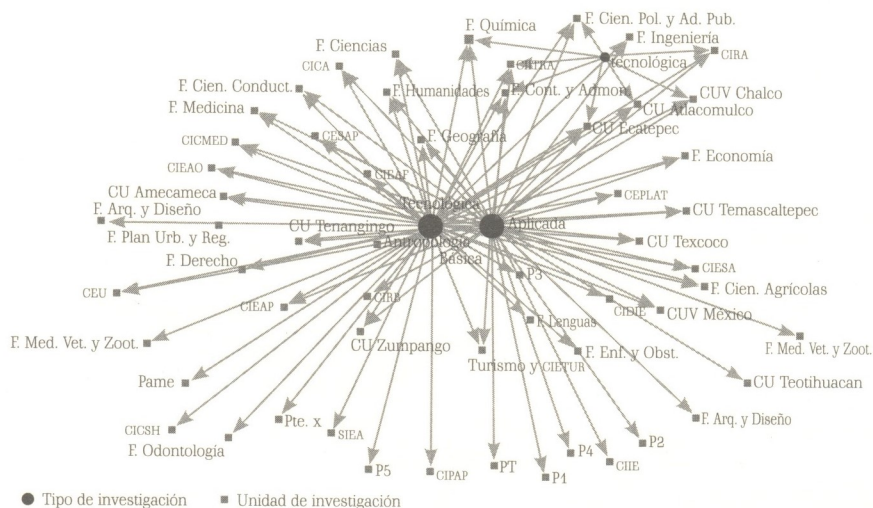 F. Cien. Pol. y Ad. Pub.
F. Química
F. Ingeniería
F. Ciencias
CICA
CIITRA
tecnológica
CIRA
F. Cien. Conduct.
F. Humanidades
F. Cont. y Admon
CUV Chalco
F. Medicina
CU Atlacomulco
CU Ecatepec
CESAP
F. Geografía
CICMED
F. Economía
CIEAO
CIEAF
CU Amecameca
Tecnológica
CEPLAT
F. Arq. y Diseño
CU Temascaltepec
CU Tenangingo
Aplicada
F. Plan Urb. y Reg.
Antropología
CU Texcoco
Básica
F. Derecho
P3
CIESA
CEU
F. Cien. Agrícolas
CIEAP
CIRB
CIDIE
CUV México
F. Lenguas
CU Zumpango
F. Med. Vet. y Zoot.
F. Med. Vet. y Zoot.
Turismo y CIETUR
F. Enf. y Obst.
Pame
CU Teotihuacan
Pte. x
F. Arq. y Diseño
CICSH
SIEA
F. Odontología
P2
P4
P5
CIPAP
PT
CIIE
P1
Tipo de investigación
Unidad de investigación